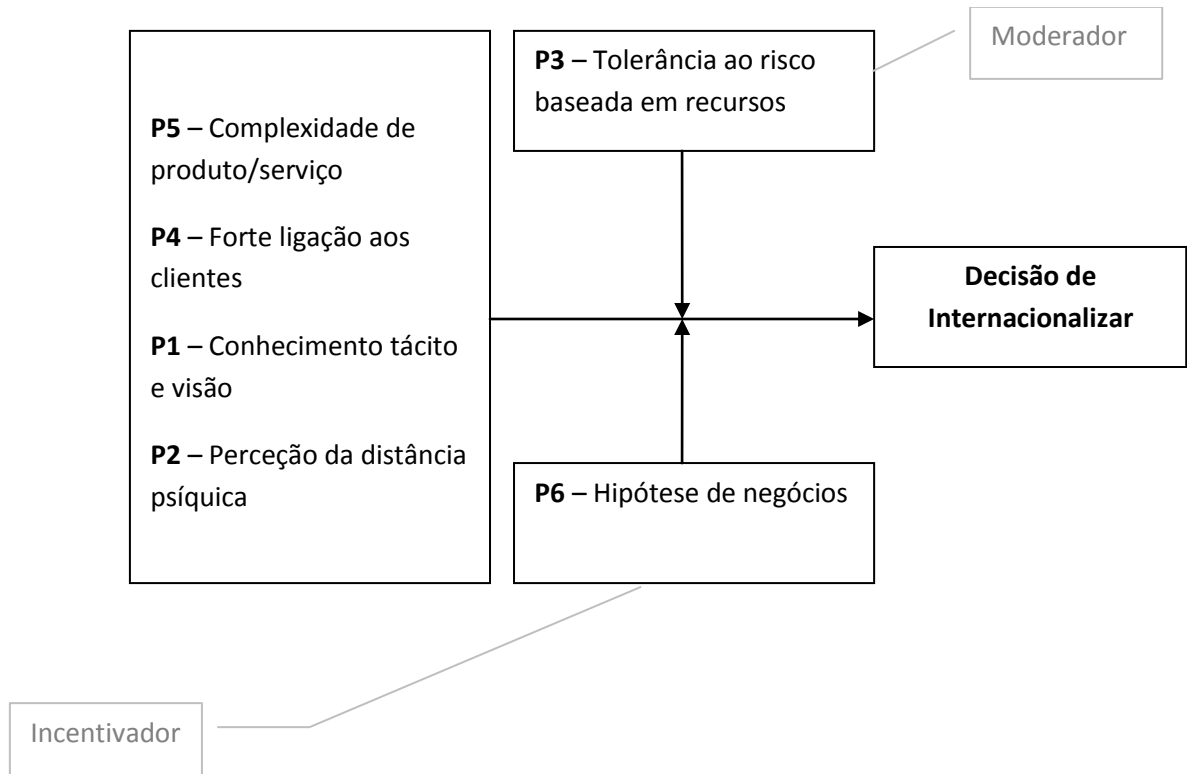 Moderador
P3 – Tolerância ao risco
baseada em recursos
P5 – Complexidade de
produto/serviço
P4 – Forte ligação aos
clientes
P1 – Conhecimento tácito
e visão
P2 – Perceção da distância
psíquica
Decisão de
Internacionalizar
P6 – Hipótese de negócios
Incentivador